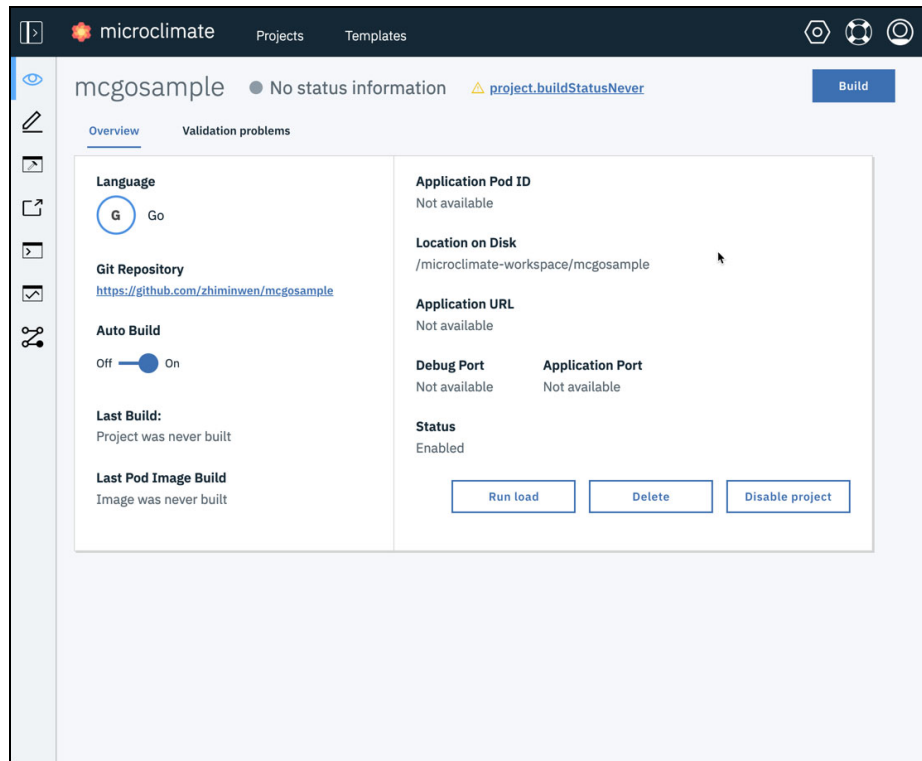 microclimate
Projects
Templates
mcgosample
No status information
project.buildStatusNever
Build
Overview
Validation problems
Language
G
Go
Git Repository
https://github.com/zhiminwen/mcgosample
Auto Build
Off
On
Last Build:
Project was never built
Last Pod Image Build
Image was never built
Application Pod ID
Not available
Location on Disk
/microclimate-workspace/mcgosample
Application URL
Not available
Debug Port
Application Port
Not available
Not available
Status
Enabled
Run load
Delete
Disable project